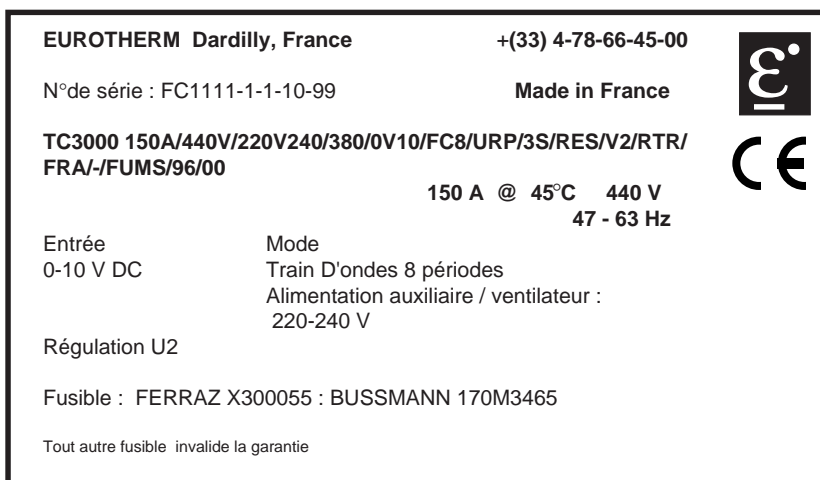 EUROTHERM Dardilly, France +(33) 4-78-66-45-00
N°de série : FC1111-1-1-10-99 Made in France
TC3000 150A/440V/220V240/380/0V10/FC8/URP/3S/RES/V2/RTR/
FRA/-/FUMS/96/00
150 A @ 45°C 440 V
47 - 63 Hz
Entrée Mode
0-10 V DC Train D'ondes 8 périodes
Alimentation auxiliaire / ventilateur :
220-240 V
Régulation U2
Fusible : FERRAZ X300055 : BUSSMANN 170M3465
Tout autre fusible invalide la garantie
ε
CE